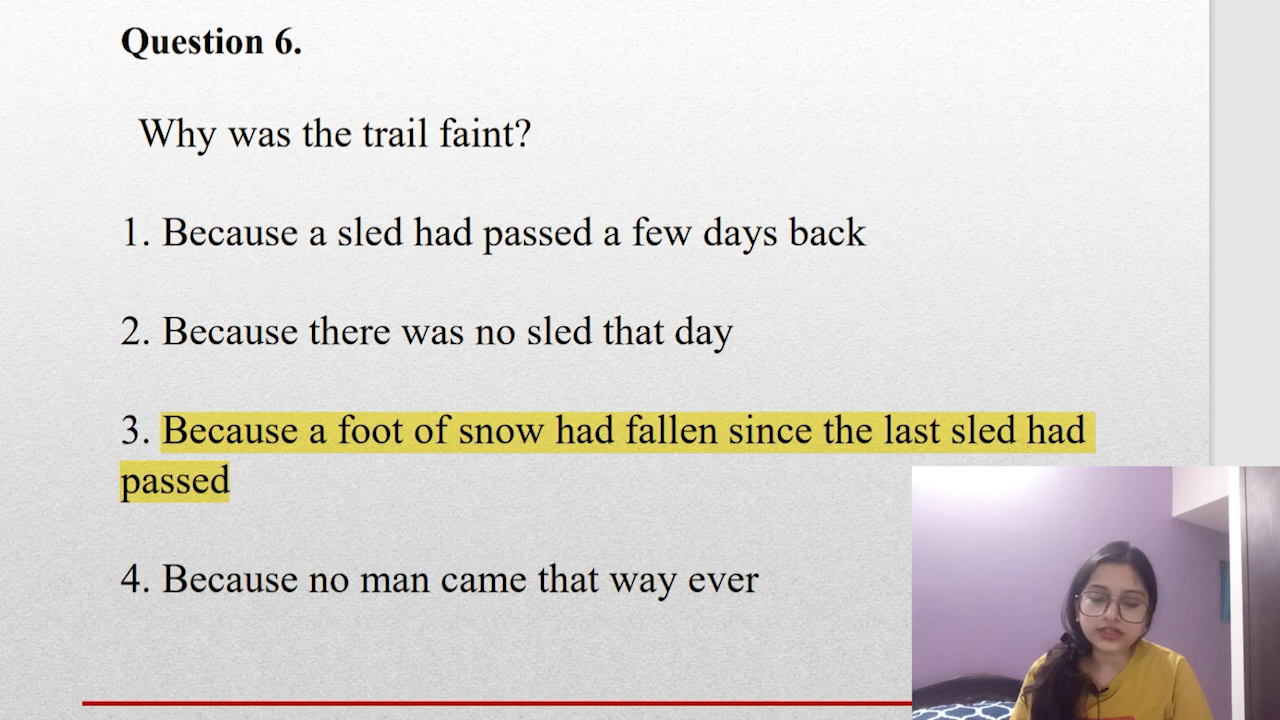 Question 6.
Why was the trail faint?
1. Because a sled had passed a few days back
2. Because there was no sled that day
3. Because a foot of snow had fallen since the last sled had
passed
4. Because no man came that way ever